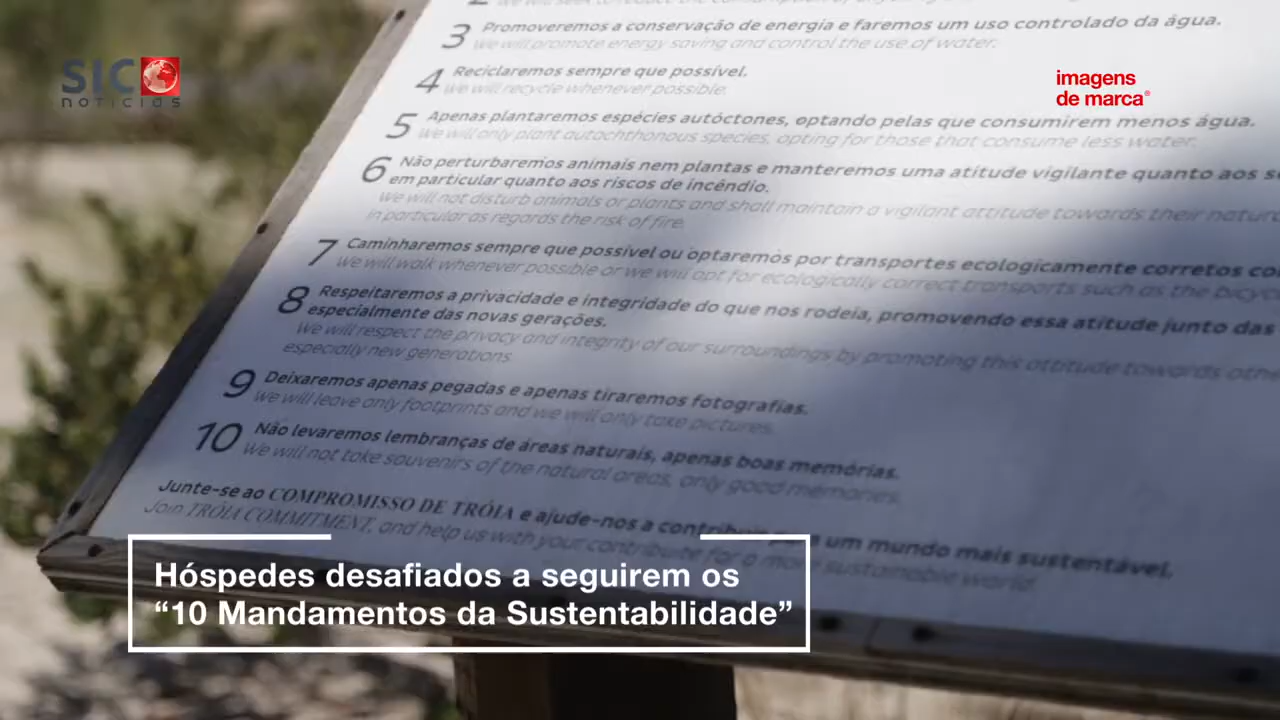 SIC
notícias
imagens
de marca®
3 Promoveremos a conservação de energia e faremos um uso controlado da água.
We will promote energy saving and control the use of water.
4 Reciclaremos sempre que possível.
We will recycle whenever possible.
5 Apenas plantaremos espécies autóctones, optando pelas que consumirem menos água.
We will only plant autochthonous species, opting for those that consume less water.
6 Não perturbaremos animais nem plantas e manteremos uma atitude vigilante quanto aos
em particular quanto aos riscos de incêndio.
We will not disturb animals or plants and shall maintain a vigilant attitude towards their
in particular as regards the risk of fire.
7 Caminharemos sempre que possível ou optaremos por transportes ecologicamente corretos
We will walk whenever possible or we will opt for ecologically correct transports such as the
8 Respeitaremos a privacidade e integridade do que nos rodeia, promovendo essa atitude junto das
especialmente das novas gerações.
We will respect the privacy and integrity of our surroundings by promoting this attitude towards
especially new generations.
9 Deixaremos apenas pegadas e apenas tiraremos fotografias.
We will leave only footprints and we will only take pictures.
10 Não levaremos lembranças de áreas naturais, apenas boas memórias.
We will not take souvenirs of the natural areas, only good memories.
Junte-se ao COMPROMISSO DE TRÓIA e ajude-nos a contribuir para um mundo mais sustentável.
Join TRÓIA COMMITMENT, and help us with your contribute for a more sustainable world.
Hóspedes desafiados a seguirem os
“10 Mandamentos da Sustentabilidade”